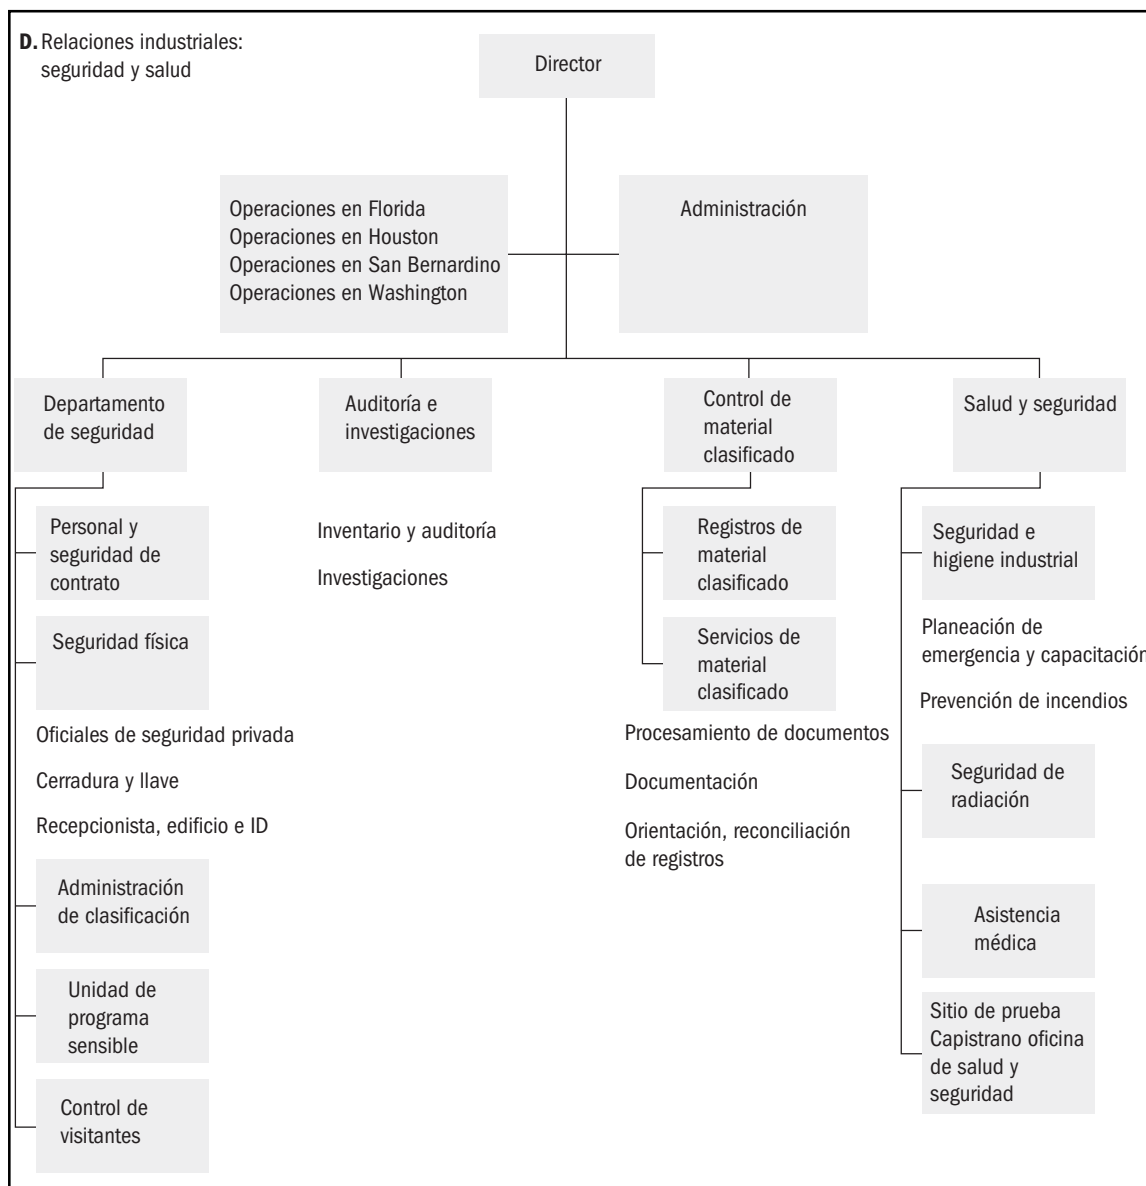 D. Relaciones industriales:
seguridad y salud
Director
Operaciones en Florida
Operaciones en Houston
Operaciones en San Bernardino
Operaciones en Washington
Administración
Departamento
de seguridad
Auditoría e
investigaciones
Control de
material
clasificado
Salud y seguridad
Personal y
seguridad de
contrato
Seguridad física
Oficiales de seguridad privada
Cerradura y llave
Recepcionista, edificio e ID
Administración
de clasificación
Unidad de
programa
sensible
Control de
visitantes
Inventario y auditoría
Investigaciones
Registros de
material
clasificado
Servicios de
material
clasificado
Procesamiento de documentos
Documentación
Orientación, reconciliación
de registros
Seguridad e
higiene industrial
Planeación de
emergencia y capacitación
Prevención de incendios
Seguridad de
radiación
Asistencia
médica
Sitio de prueba
Capistrano oficina
de salud y
seguridad